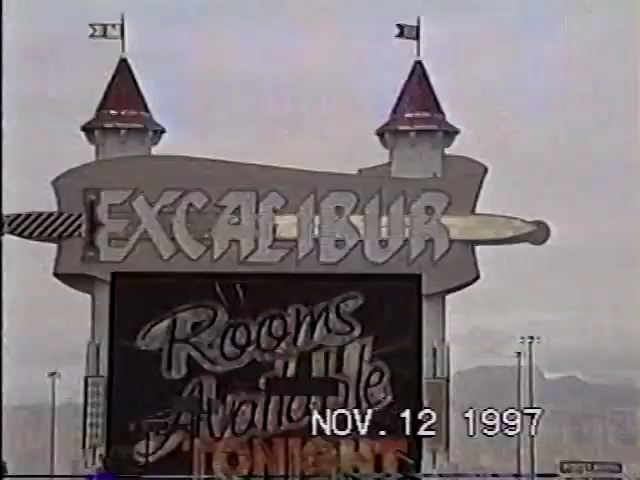 EXCALIBUR
Rooms
Available
TONIGHT
NOV. 12 1997